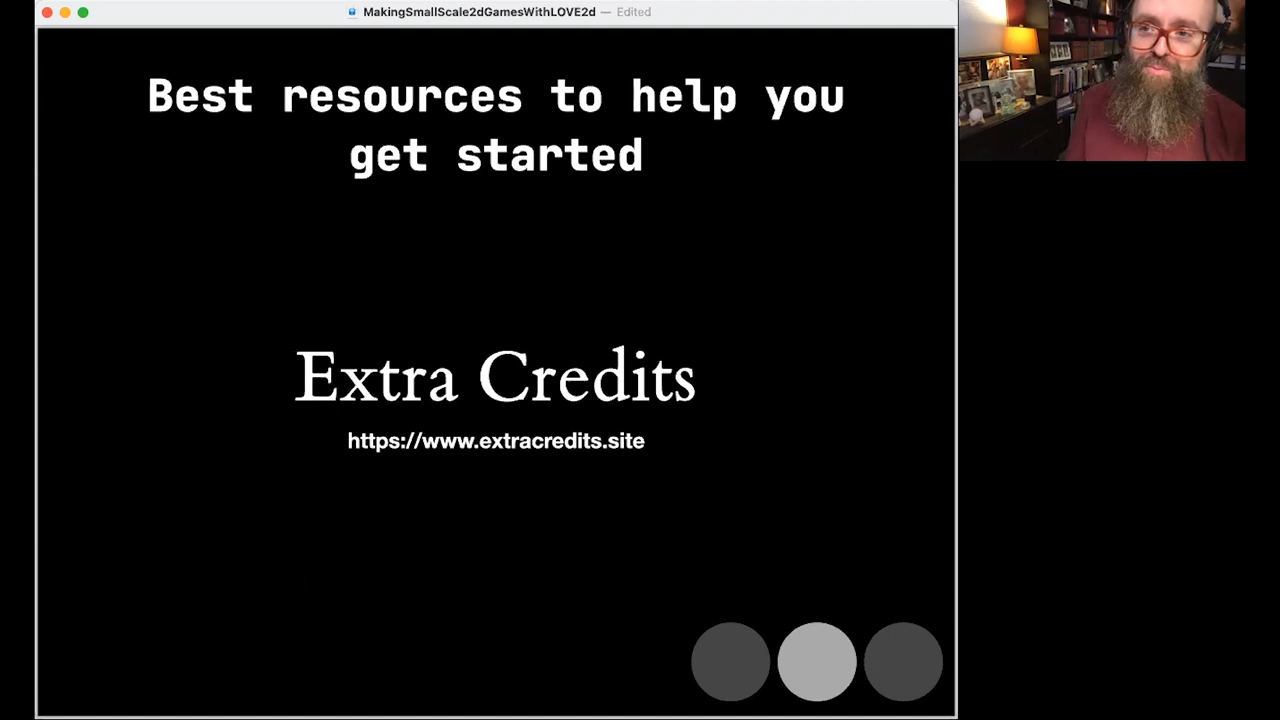 MakingSmallScale2dGamesWithLOVE2d — Edited
Best resources to help you
get started
Extra Credits
https://www.extracredits.site